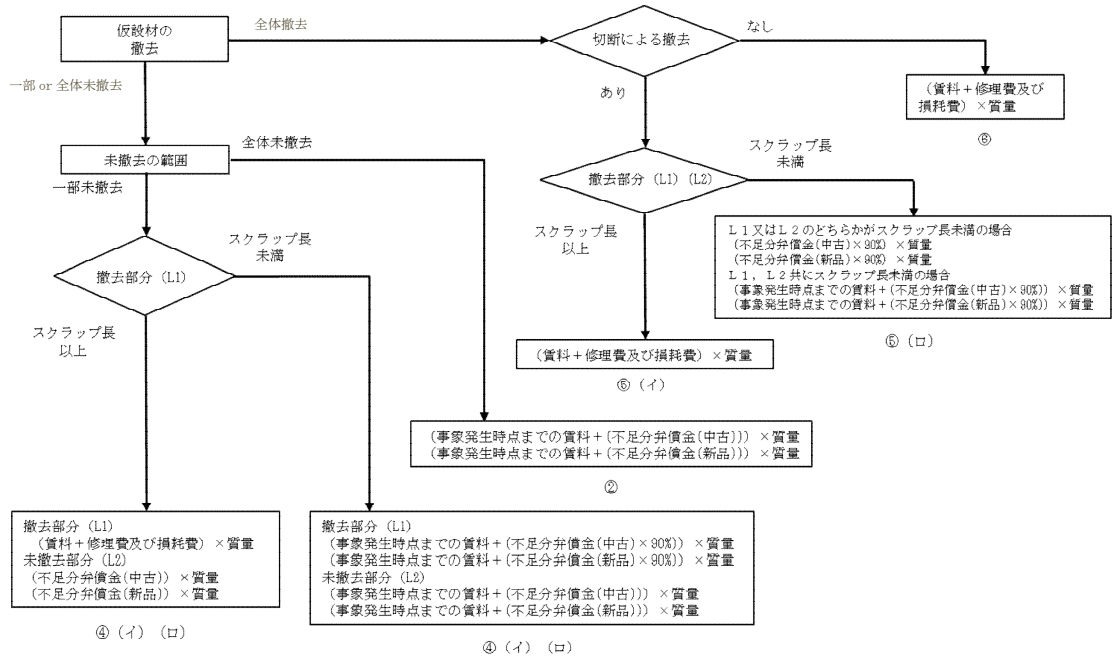 仮設材の
撤去
全体撤去
切断による撤去
なし
(賃料＋修理費及び
損耗費) ×質量
⑥
一部 or 全体未撤去
あり
未撤去の範囲
全体未撤去
一部未撤去
撤去部分 (L1) (L2)
スクラップ長
未満
スクラップ長
以上
Ｌ１又はＬ２のどちらかがスクラップ長未満の場合
(不足分弁償金(中古)×90%) ×質量
(不足分弁償金(新品)×90%) ×質量
Ｌ１，Ｌ２共にスクラップ長未満の場合
(事象発生時点までの賃料＋(不足分弁償金(中古)×90%)) ×質量
(事象発生時点までの賃料＋(不足分弁償金(新品)×90%)) ×質量
⑤（ロ）
撤去部分 (L1)
スクラップ長
未満
スクラップ長
以上
(賃料＋修理費及び損耗費) ×質量
⑤（イ）
(事象発生時点までの賃料＋(不足分弁償金(中古))) ×質量
(事象発生時点までの賃料＋(不足分弁償金(新品))) ×質量
②
撤去部分 (L1)
(賃料＋修理費及び損耗費) ×質量
未撤去部分 (L2)
(不足分弁償金(中古)) ×質量
(不足分弁償金(新品)) ×質量
④（イ）（ロ）
撤去部分 (L1)
(事象発生時点までの賃料＋(不足分弁償金(中古)×90%)) ×質量
(事象発生時点までの賃料＋(不足分弁償金(新品)×90%)) ×質量
未撤去部分 (L2)
(事象発生時点までの賃料＋(不足分弁償金(中古))) ×質量
(事象発生時点までの賃料＋(不足分弁償金(新品))) ×質量
④（イ）（ロ）